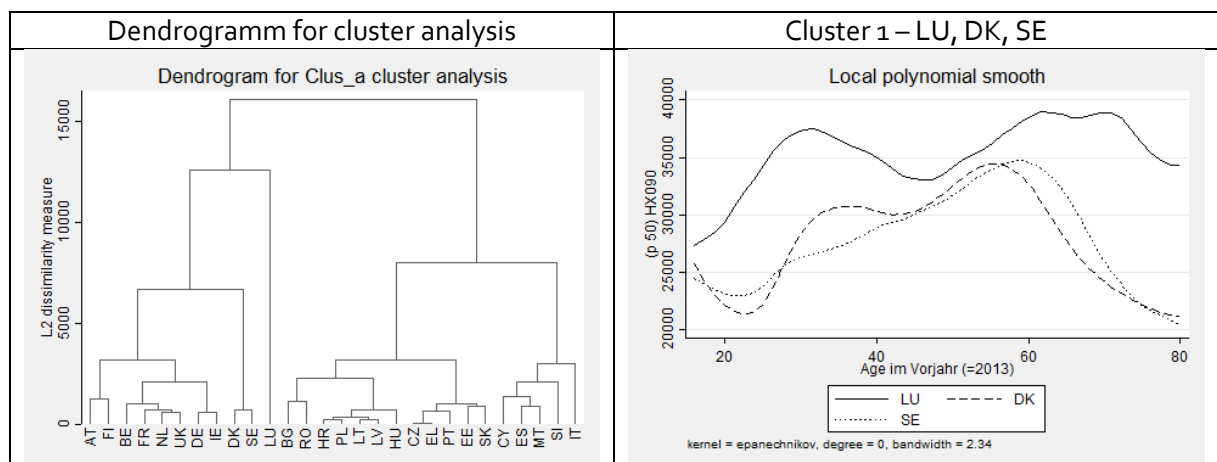 Dendrogramm for cluster analysis
Cluster 1 – LU, DK, SE
Dendrogram for Clus_a cluster analysis
L2 dissimilarity measure
15000
10000
5000
0
AT FI BE FR NL UK DE IE DK SE LU BG RO HR PL LT LV HU CZ EL PT EE SK CY ES MT SI IT
Local polynomial smooth
(p 50) HX090
40000
35000
30000
25000
20000
20 40 60 80
Age im Vorjahr (=2013)
LU DK
SE
kernel = epanechnikov, degree = 0, bandwidth = 2.34